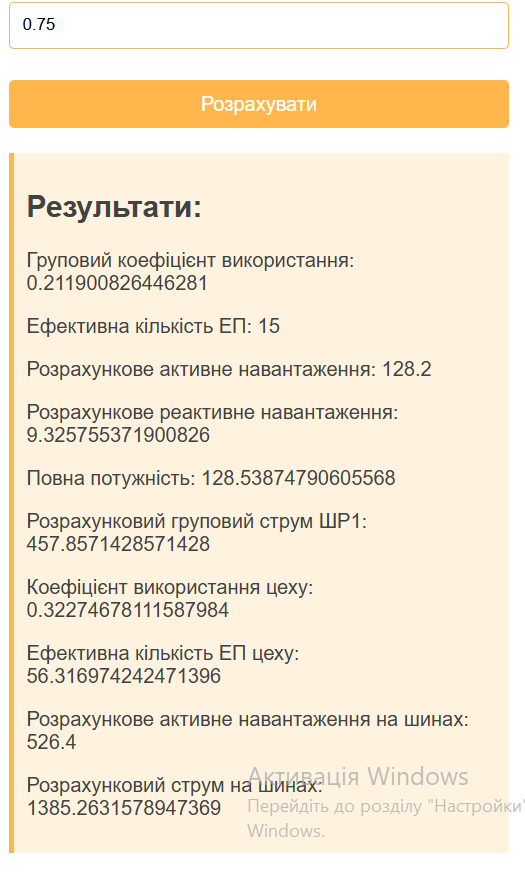 0.75
Розрахувати
Результати:
Груповий коефіцієнт використання:
0.211900826446281
Ефективна кількість ЕП: 15
Розрахункове активне навантаження: 128.2
Розрахункове реактивне навантаження:
9.325755371900826
Повна потужність: 128.53874790605568
Розрахунковий груповий струм ШР1:
457.8571428571428
Коефіцієнт використання цеху:
0.32274678111587984
Ефективна кількість ЕП цеху:
56.316974242471396
Розрахункове активне навантаження на шинах:
526.4
Розрахунковий струм на шинах:
1385.2631578947369
Активація Windows
Перейдіть до розділу "Настройки"
Windows.